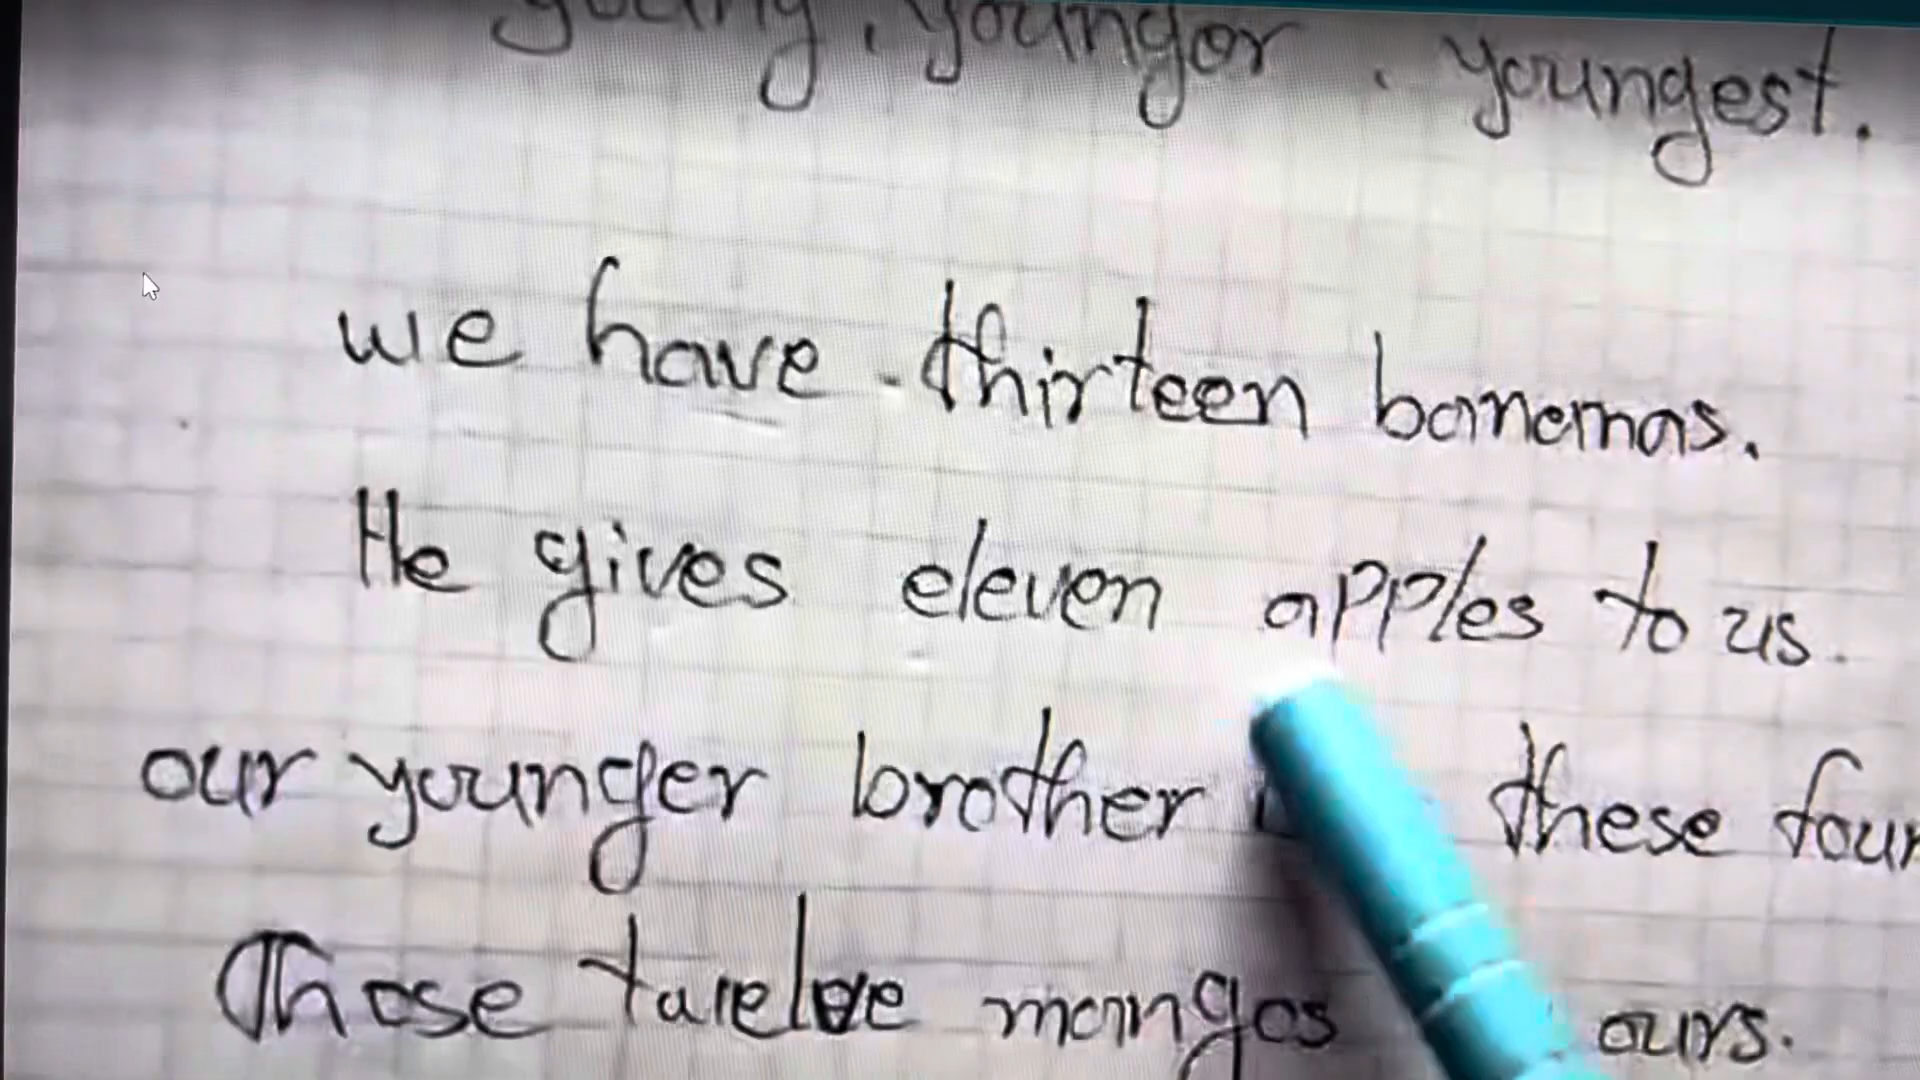 young, younger, youngest.
we have thirteen bananas.
He gives eleven apples to us.
our younger brother these four
Those twelve mangos ours.